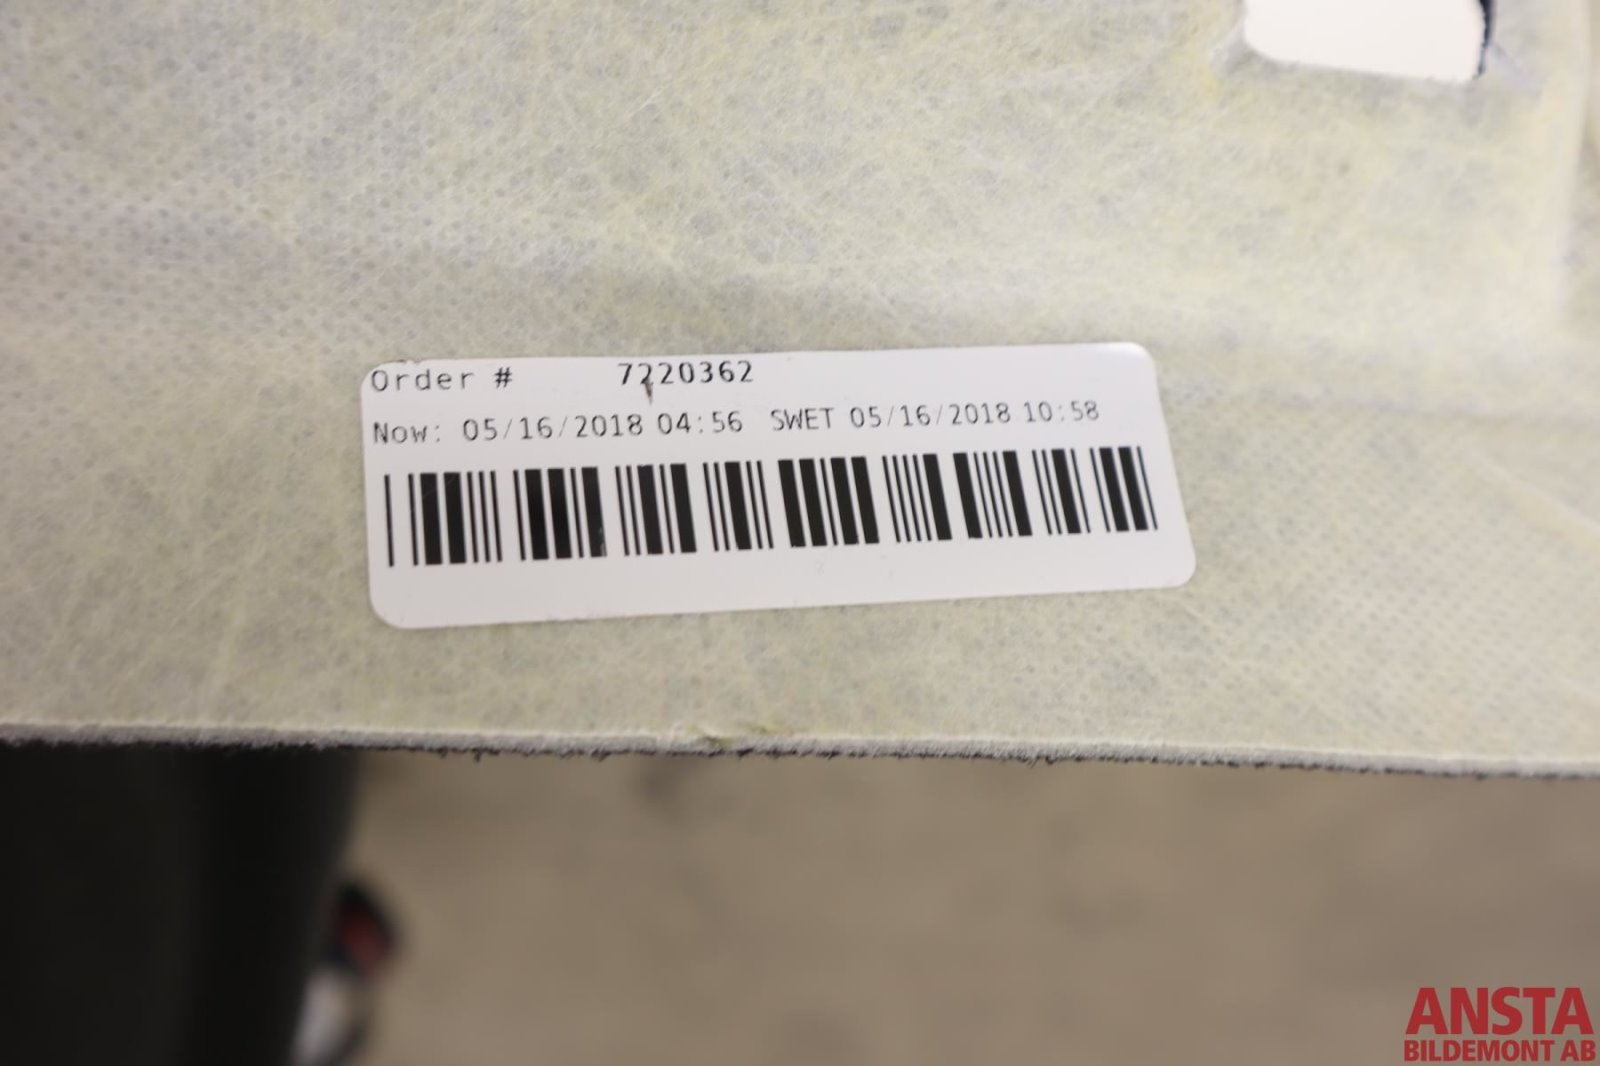 Order # 7220362
Now: 05/16/2018 04:56 SWET 05/16/2018 10:58
ANSTA
BILDEMONT AB